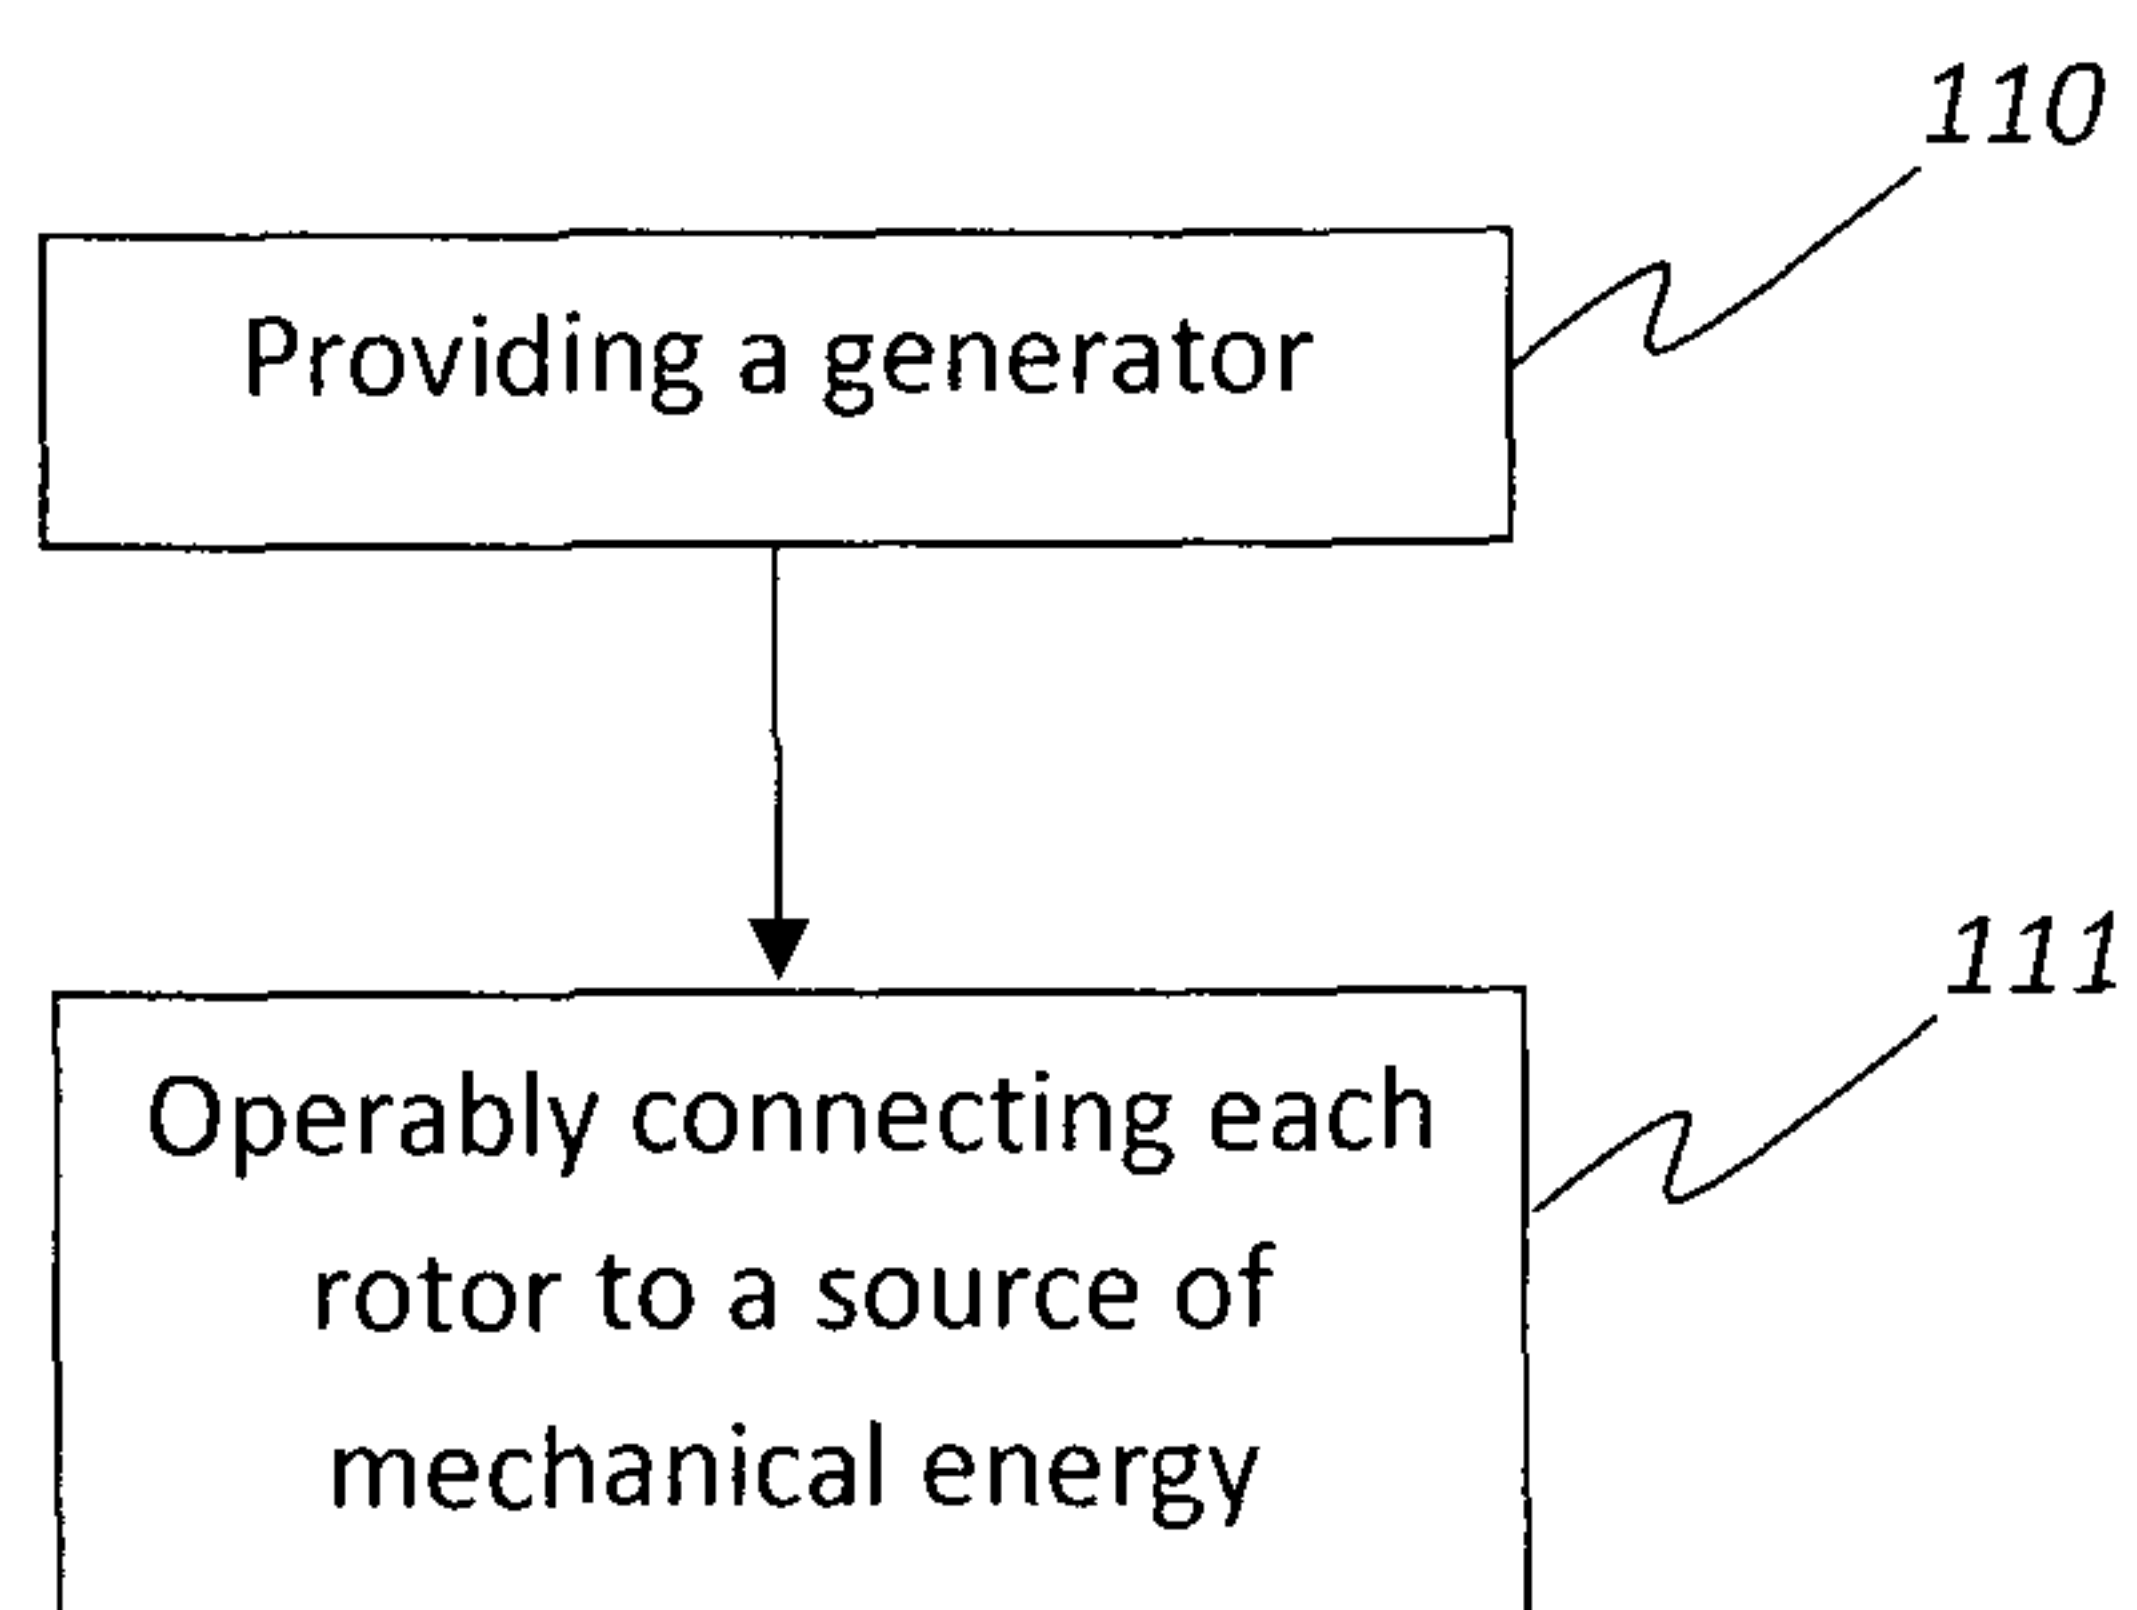 110
Providing a generator
111
Operably connecting each
rotor to a source of
mechanical energy